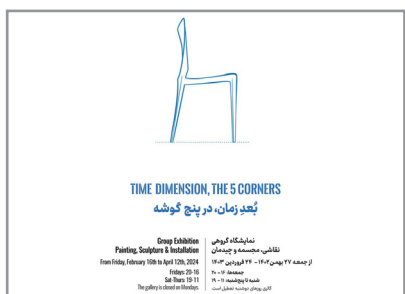 TIME DIMENSION, THE 5 CORNERS
بُعدِ زمان، در پنج گوشه
Group Exhibition
Painting, Sculpture & Installation
From Friday, February 16th to April 12th, 2024
Fridays: 20-16
Sat-Thurs: 19-11
The gallery is closed on Mondays.
نمایشگاه گروهی
نقاشی، مجسمه و چیدمان
از جمعه ۲۷ بهمن ۱۴۰۲ - ۲۴ فروردین ۱۴۰۳
جمعه‌ها: ۱۶ - ۲۰
شنبه تا پنج‌شنبه: ۱۱ - ۱۹
گالری روزهای دوشنبه تعطیل است